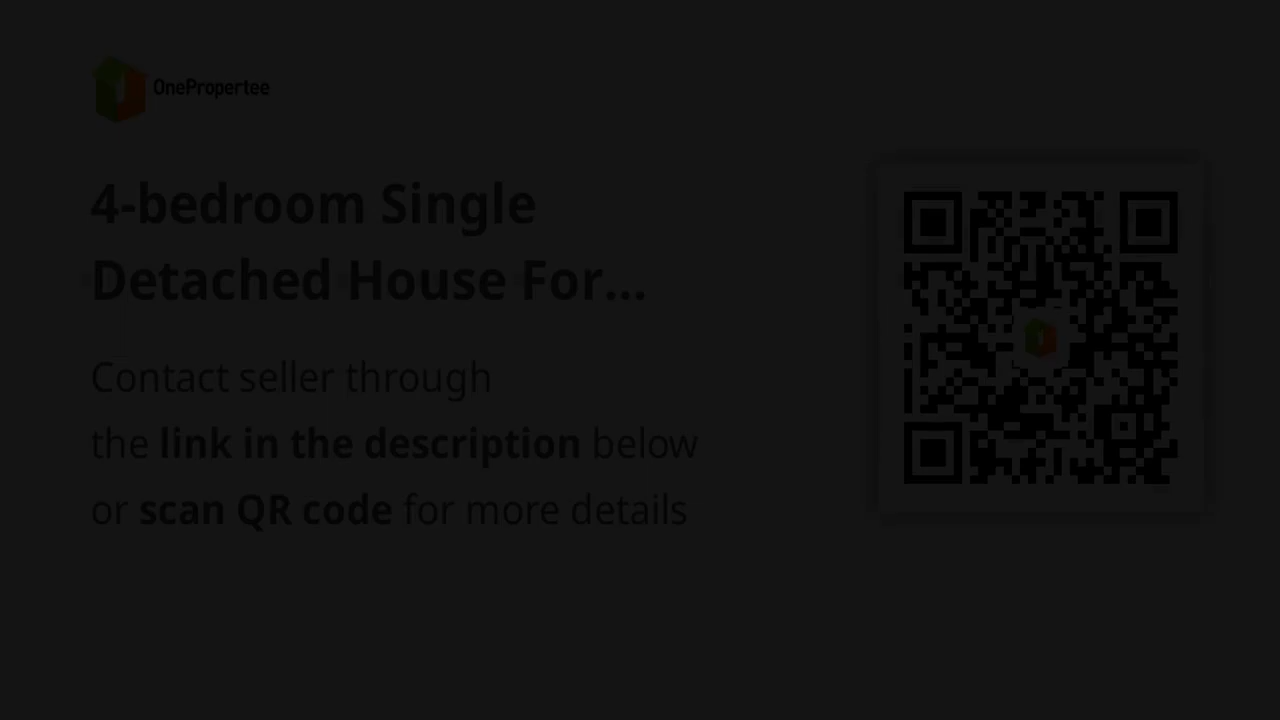 OnePropertee
4-bedroom Single
Detached House For...
Contact seller through
the link in the description below
or scan QR code for more details